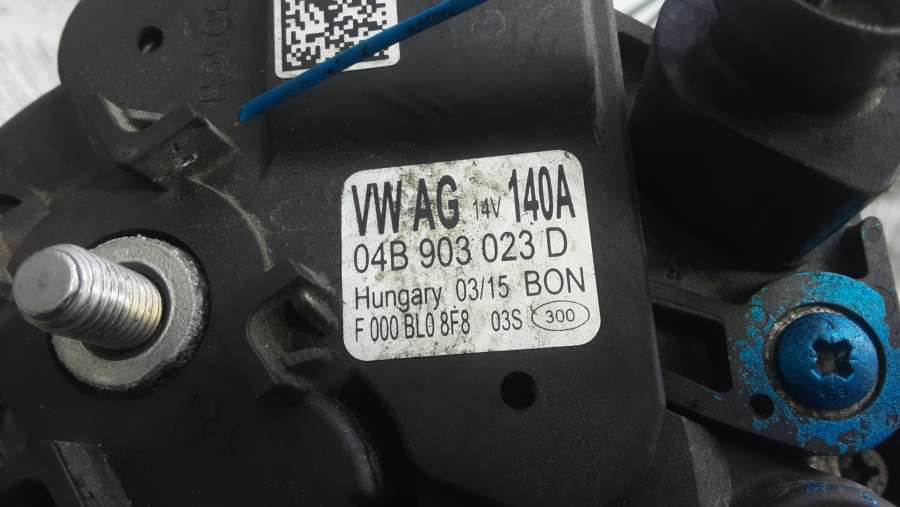 VW AG 14V 140A
04B 903 023 D
Hungary 03/15 BON
F 000 BL0 8F8 03S 300